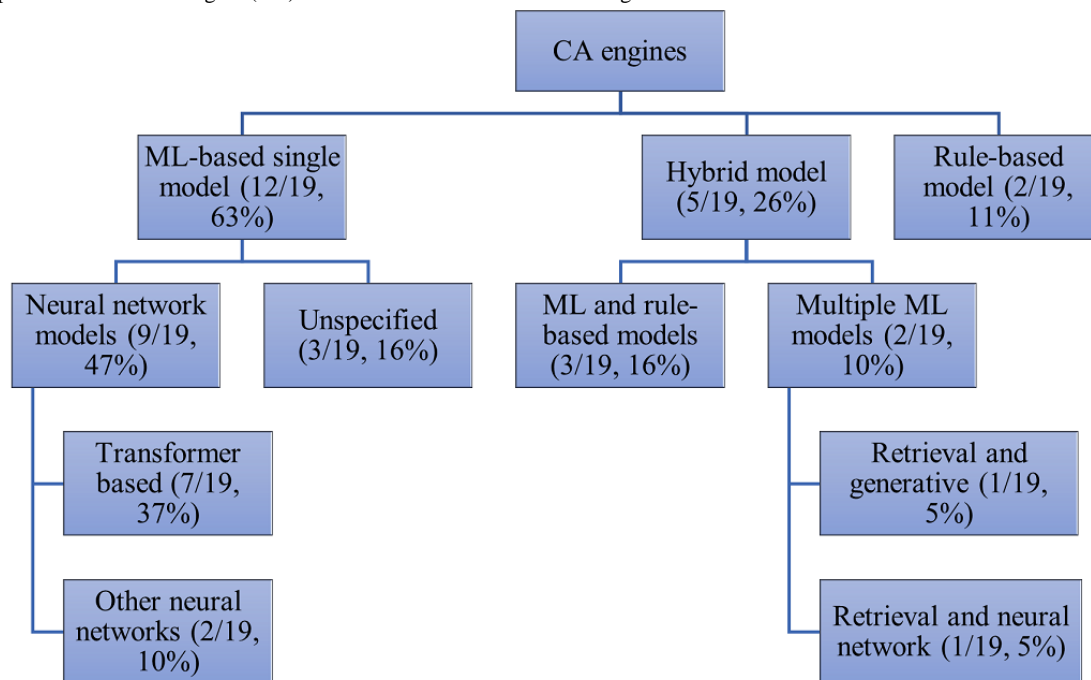 CA engines
ML-based single
model (12/19,
63%)
Hybrid model
(5/19, 26%)
Rule-based
model (2/19,
11%)
Neural network
models (9/19,
47%)
Unspecified
(3/19, 16%)
ML and rule-
based models
(3/19, 16%)
Multiple ML
models (2/19,
10%)
Transformer
based (7/19,
37%)
Retrieval and
generative (1/19,
5%)
Other neural
networks (2/19,
10%)
Retrieval and neural
network (1/19, 5%)